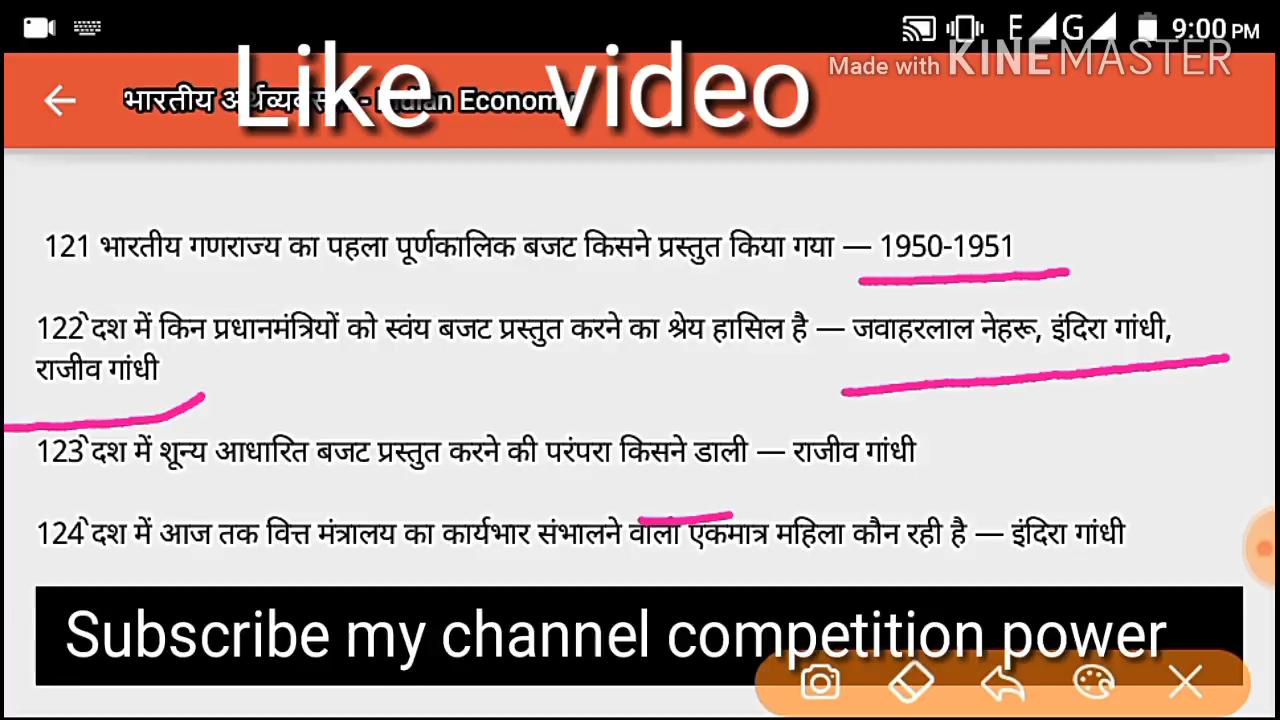 E G 9:00 PM
Made with KINEMASTER
Like video
भारतीय - Indian Economy
121 भारतीय गणराज्य का पहला पूर्णकालिक बजट किसने प्रस्तुत किया गया — 1950-1951
122 ेदश में किन प्रधानमंत्रियों को स्वंय बजट प्रस्तुत करने का श्रेय हासिल है — जवाहरलाल नेहरू, इंदिरा गांधी,
राजीव गांधी
123 ेदश में शून्य आधारित बजट प्रस्तुत करने की परंपरा किसने डाली — राजीव गांधी
124 ेदश में आज तक वित्त मंत्रालय का कार्यभार संभालने वाला एकमात्र महिला कौन रही है — इंदिरा गांधी
Subscribe my channel competition power